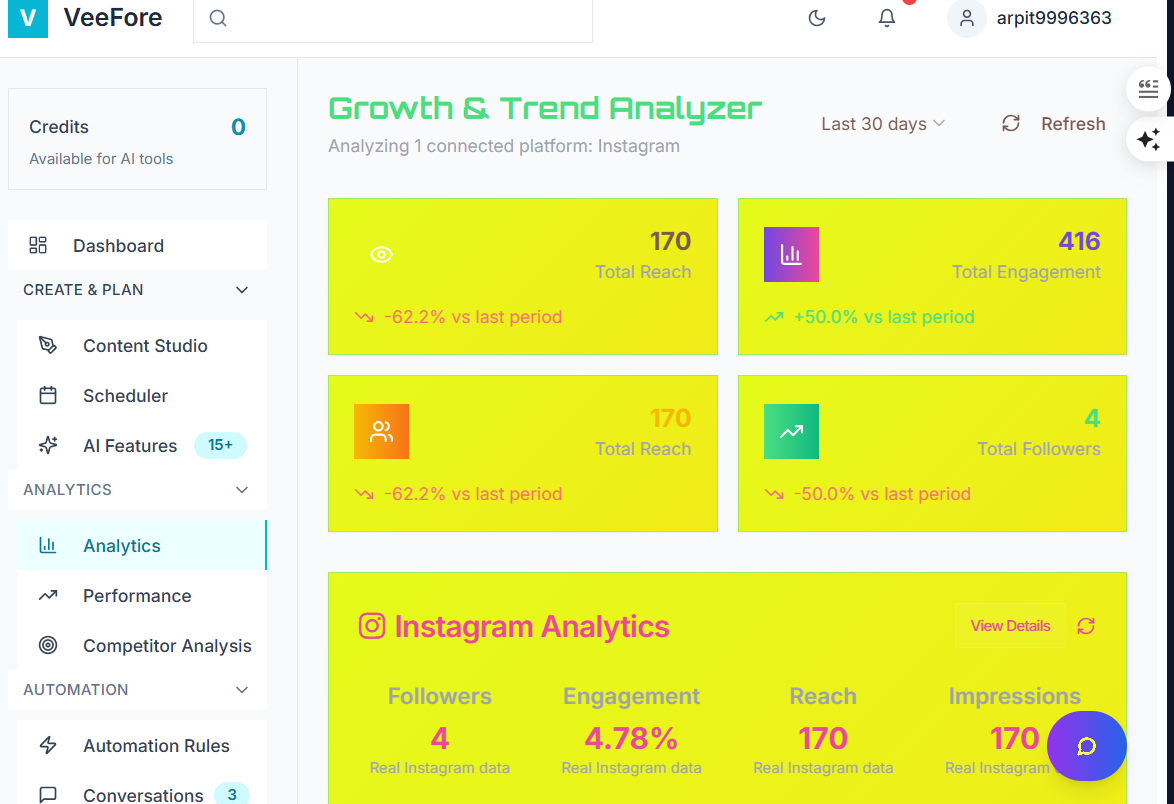 V VeeFore
arpit9996363
Credits 0
Available for AI tools
Dashboard
CREATE & PLAN
Content Studio
Scheduler
AI Features 15+
ANALYTICS
Analytics
Performance
Competitor Analysis
AUTOMATION
Automation Rules
Conversations 3
Growth & Trend Analyzer
Analyzing 1 connected platform: Instagram
Last 30 days
Refresh
170
Total Reach
-62.2% vs last period
416
Total Engagement
+50.0% vs last period
170
Total Reach
-62.2% vs last period
4
Total Followers
-50.0% vs last period
Instagram Analytics
View Details
Followers
4
Real Instagram data
Engagement
4.78%
Real Instagram data
Reach
170
Real Instagram data
Impressions
170
Real Instagram